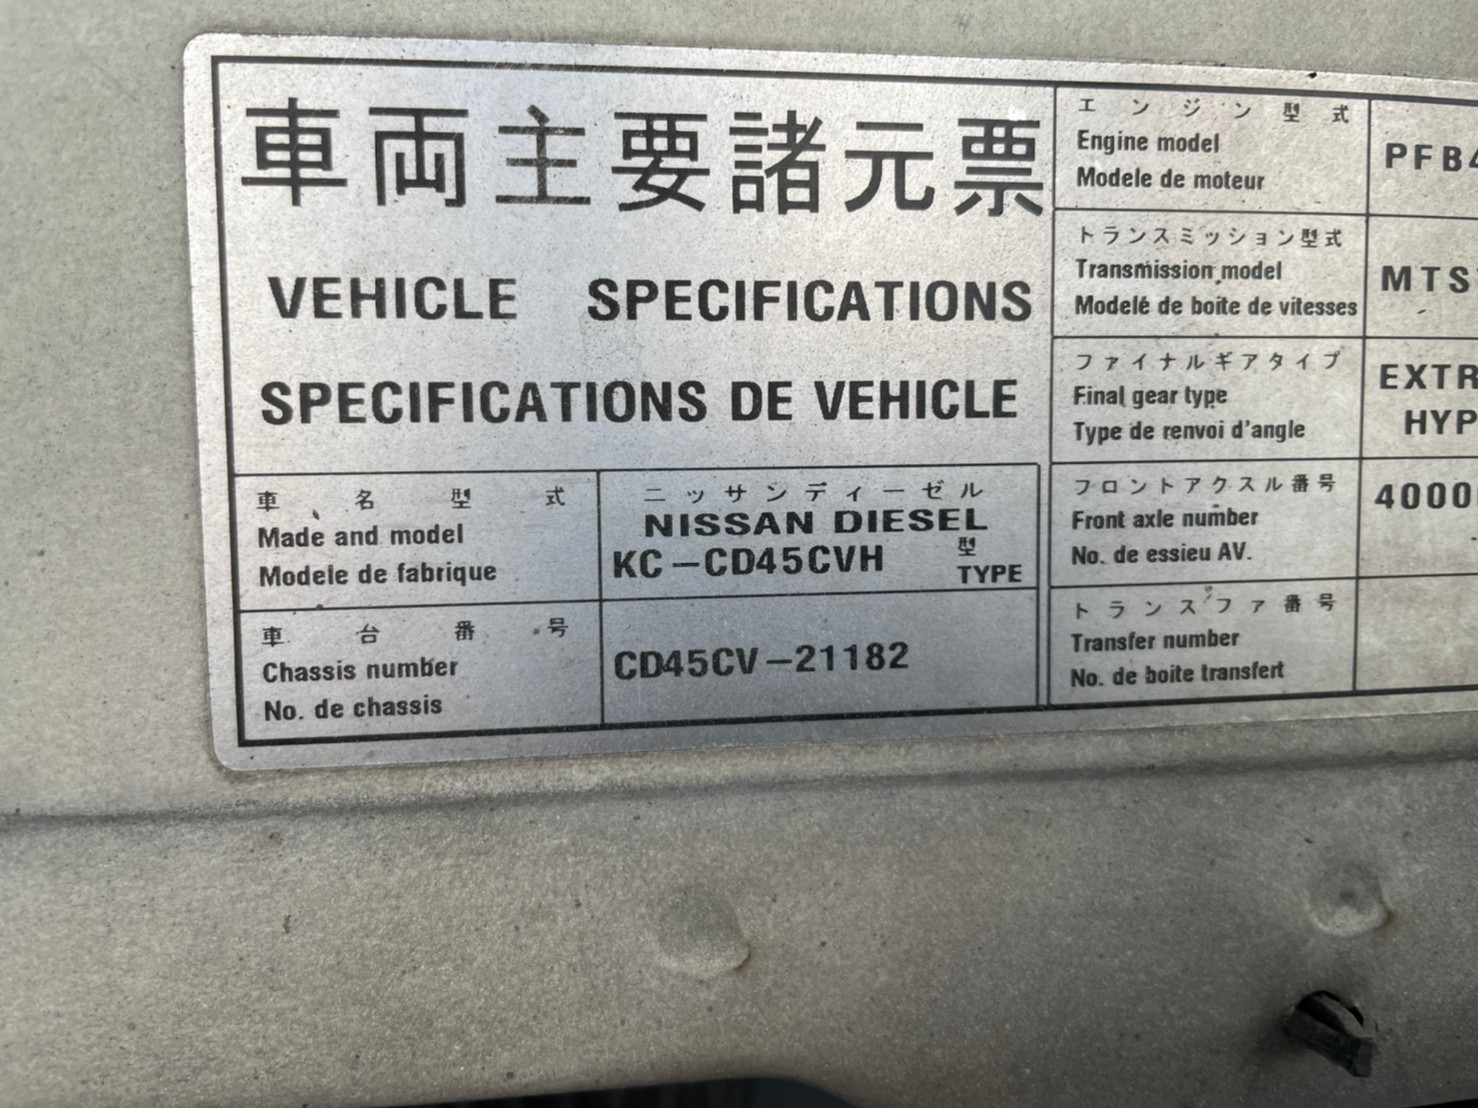 車両主要諸元票
VEHICLE SPECIFICATIONS
SPECIFICATIONS DE VEHICLE
車名型式
Made and model
Modele de fabrique
ニッサンディーゼル
NISSAN DIESEL
KC-CD45CVH
型
TYPE
車台番号
Chassis number
No. de chassis
CD45CV-21182
エンジン型式
Engine model
Modele de moteur
PFB4
トランスミッション型式
Transmission model
Modele de boite de vitesses
MTS
ファイナルギアタイプ
Final gear type
Type de renvoi d'angle
EXTR
HYP
フロントアクスル番号
Front axle number
No. de essieu AV.
4000
トランスファ番号
Transfer number
No. de boite transfert